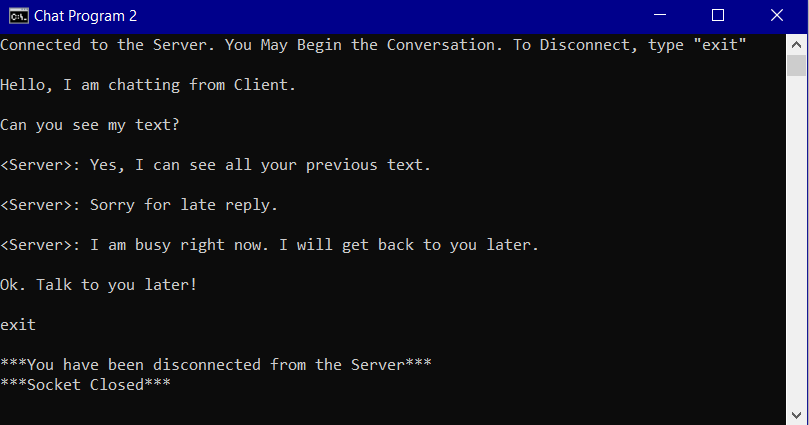 Chat Program 2
Connected to the Server. You May Begin the Conversation. To Disconnect, type "exit"
Hello, I am chatting from Client.
Can you see my text?
<Server>: Yes, I can see all your previous text.
<Server>: Sorry for late reply.
<Server>: I am busy right now. I will get back to you later.
Ok. Talk to you later!
exit
***You have been disconnected from the Server***
***Socket Closed***